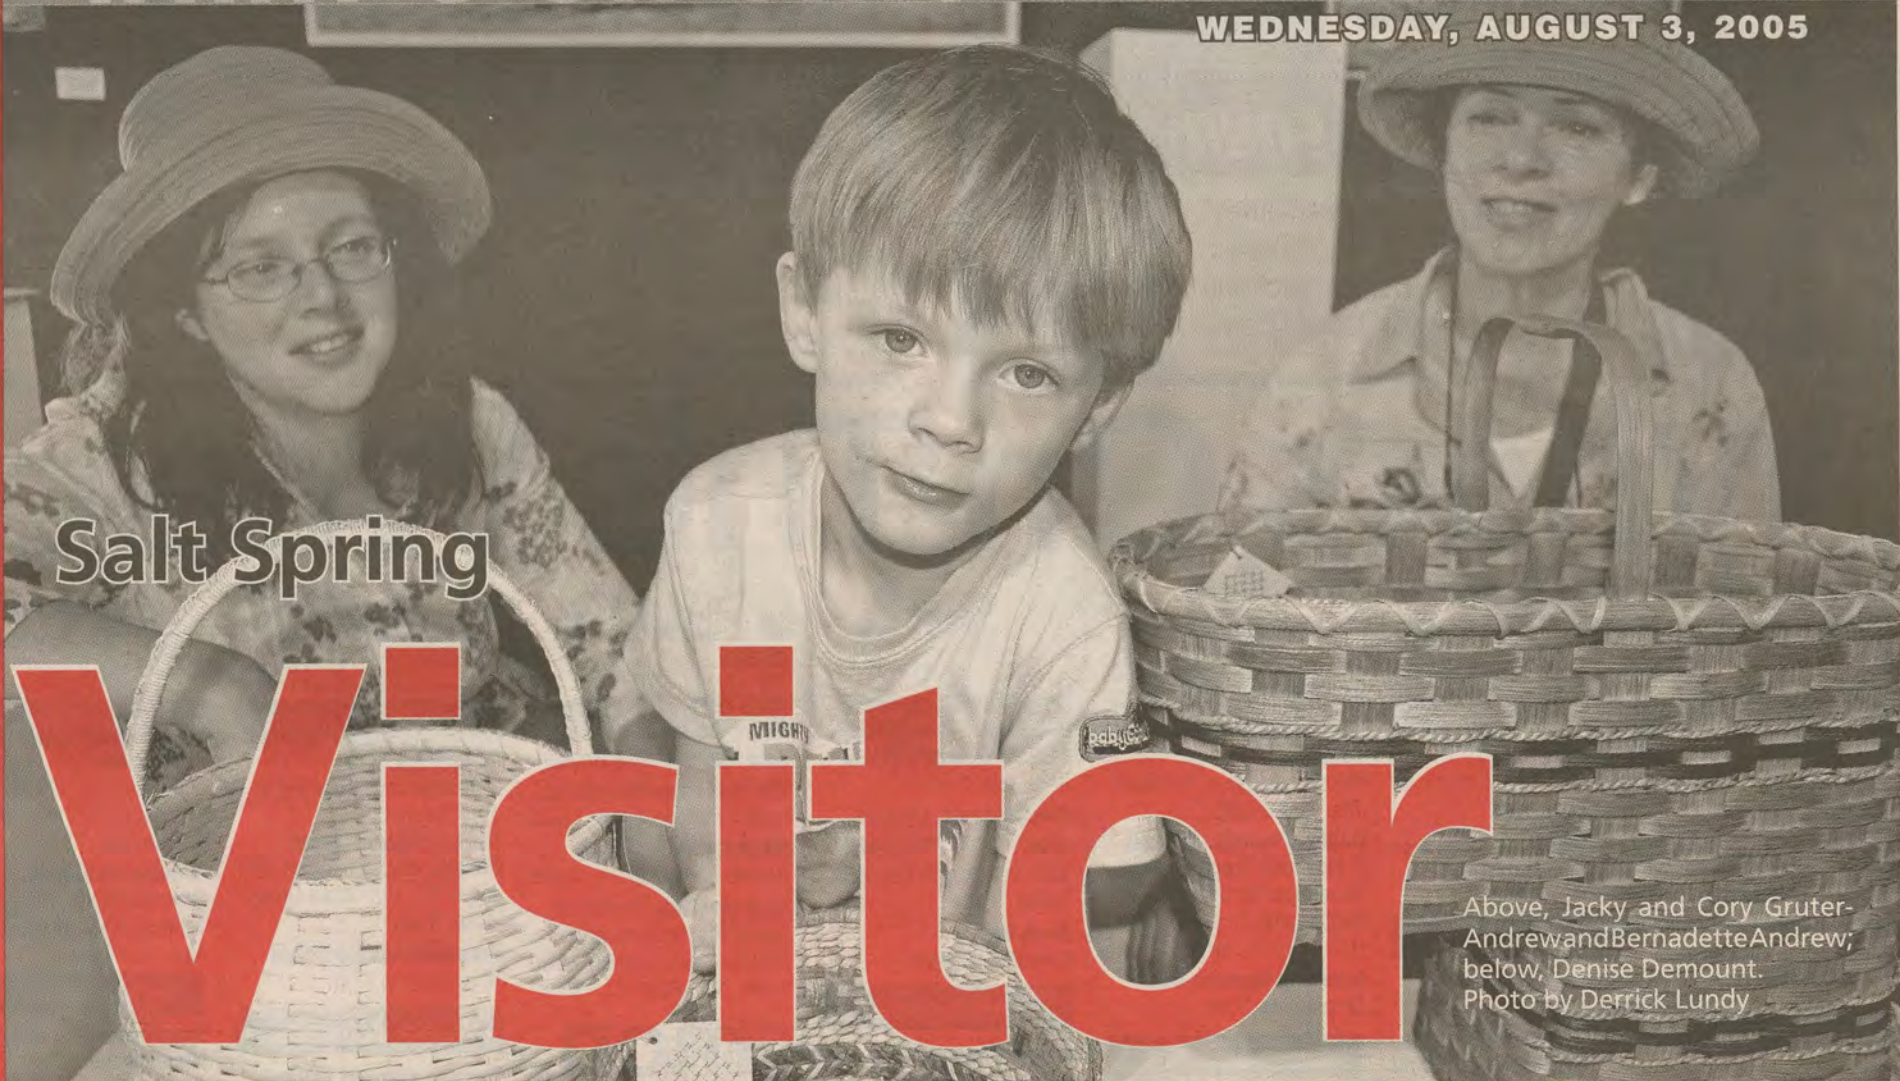 WEDNESDAY, AUGUST 3, 2005
Salt Spring
Visitor
MIGHTY
Above, Jacky and Cory Gruter-
AndrewandBernadetteAndrew;
below, Denise Demount.
Photo by Derrick Lundy